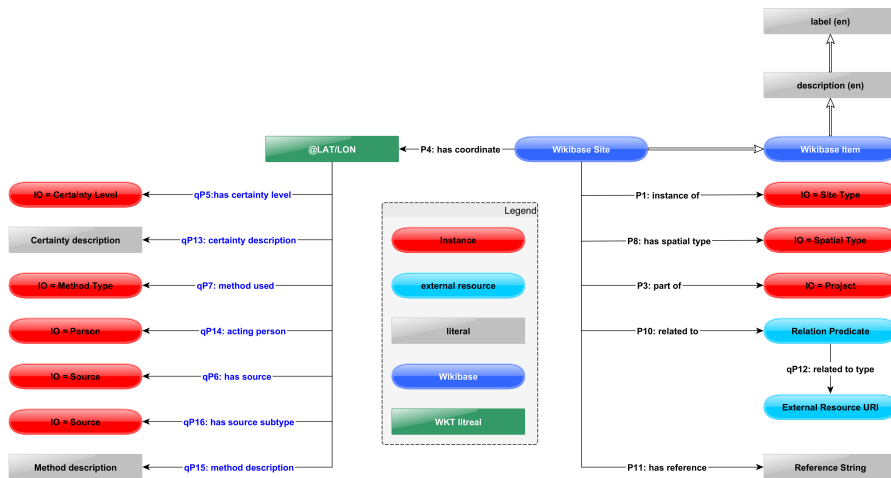 label (en)
description (en)
@LAT/LON
P4: has coordinate
Wikibase Site
Wikibase Item
IO = Certainty Level
qP5:has certainty level
P1: instance of
IO = Site Type
Certainty description
qP13: certainty description
P8: has spatial type
IO = Spatial Type
IO = Method Type
qP7: method used
P3: part of
IO = Project
IO = Person
qP14: acting person
P10: related to
Relation Predicate
qP12: related to type
IO = Source
qP6: has source
External Resource URI
IO = Source
qP16: has source subtype
Method description
qP15: method description
P11: has reference
Reference String
Legend
Instance
external resource
literal
Wikibase
WKT litreal